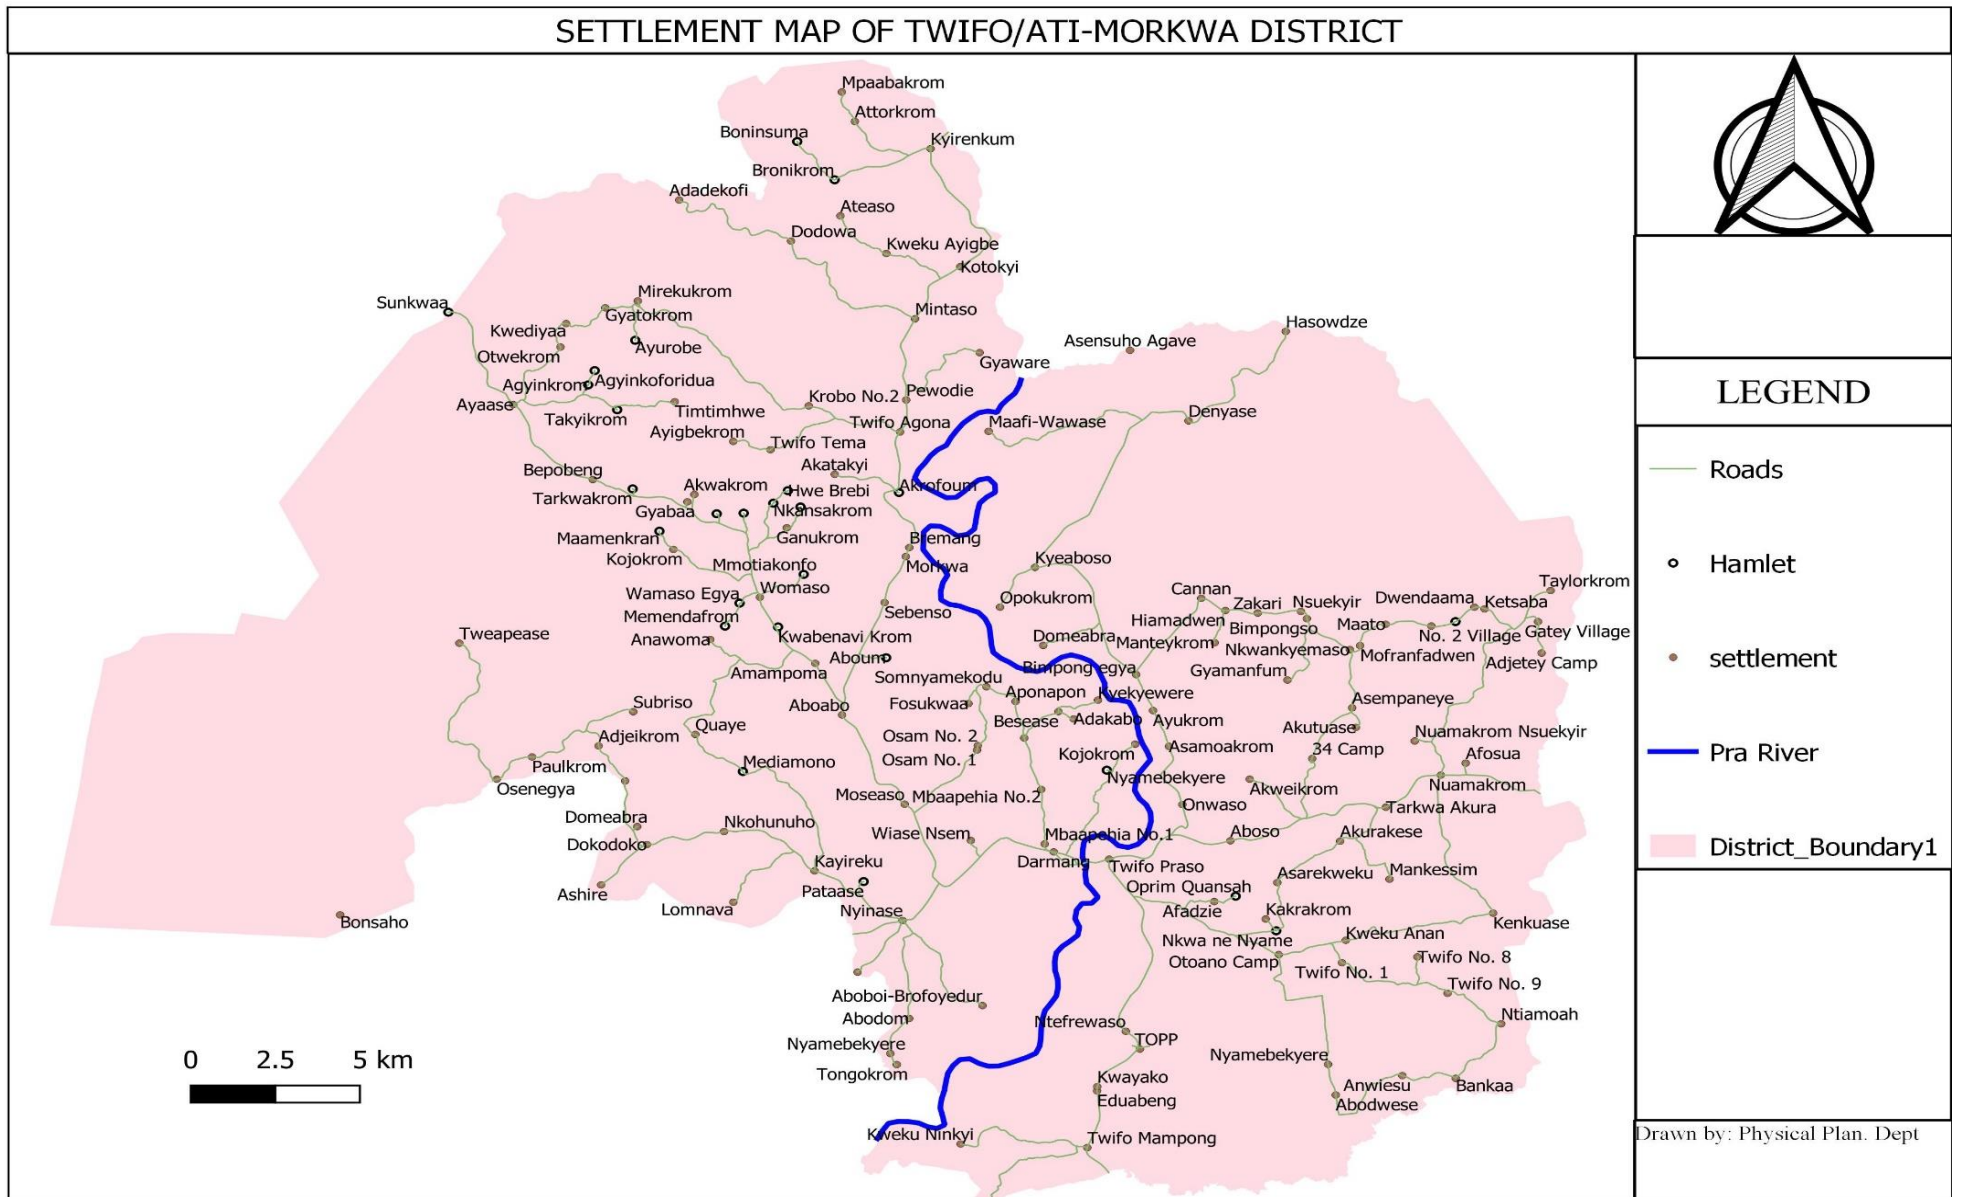 SETTLEMENT MAP OF TWIFO/ATI-MORKWA DISTRICT
Mpaabakrom
Attorkrom
Boninsuma
Kyirenkum
Bronikrom
Adadekofi
Ateaso
Dodowa
Kweku Ayigbe
Kotokyi
Mirekukrom
Sunkwaa
Gyatokrom
Mintaso
Kwediyaa
Hasowdze
Asensuho Agave
Ayurobe
Otwekrom
Gyaware
Agyinkrom
Agyinkoforidua
Pewodie
Krobo No.2
Ayaase
Timtimhwe
Denyase
Takyikrom
Twifo Agona
Maafi-Wawase
Ayigbekrom
Twifo Tema
Akatakyi
Bepobeng
Akwakrom
Hwe Brebi
Akrofoum
Tarkwakrom
Gyabaa
Nkansakrom
Maamenkran
Ganukrom
Bremang
Kojokrom
Kyeaboso
Mmotiakonfo
Morkwa
Taylorkrom
Womaso
Cannan
Wamaso Egya
Opokukrom
Zakari
Nsuekyir
Dwendaama
Ketsaba
Memendafrom
Sebenso
Hiamadwen
Bimpongso
Maato
Tweapease
Anawoma
Kwabenavi Krom
Domeabra
Manteykrom
No. 2 Village
Gatey Village
Aboum
Nkwankyemaso
Mofranfadwen
Adjetey Camp
Amampoma
Somnyamekodu
Bimpong egya
Gyamanfum
Aponapon
Kyekyewere
Asempaneye
Subriso
Aboabo
Fosukwaa
Quaye
Besease
Adakabo
Ayukrom
Akutuase
Nuamakrom Nsuekyir
Adjeikrom
Osam No. 2
Asamoakrom
34 Camp
Afosua
Paulkrom
Mediamono
Osam No. 1
Kojokrom
Nyamebekyere
Osenegya
Moseaso
Mbaapehia No.2
Akweikrom
Nuamakrom
Onwaso
Tarkwa Akura
Domeabra
Nkohunuho
Wiase Nsem
Mbaapehia No.1
Aboso
Akurakese
Dokodoko
Kayireku
Darmang
Twifo Praso
Mankessim
Ashire
Pataase
Oprim Quansah
Asarekweku
Lomnava
Nyinase
Afadzie
Kakrakrom
Kenkuase
Bonsaho
Nkwa ne Nyame
Kweku Anan
Otoano Camp
Twifo No. 1
Twifo No. 8
Twifo No. 9
Aboboi-Brofoyedur
Abodom
Ntefrewaso
Ntiamoah
Nyamebekyere
TOPP
Nyamebekyere
Tongokrom
Kwayako
Anwiesu
Bankaa
Eduabeng
Abodwese
Kweku Ninkyi
Twifo Mampong
0 2.5 5 km
LEGEND
Roads
Hamlet
settlement
Pra River
District_Boundary1
Drawn by: Physical Plan. Dept